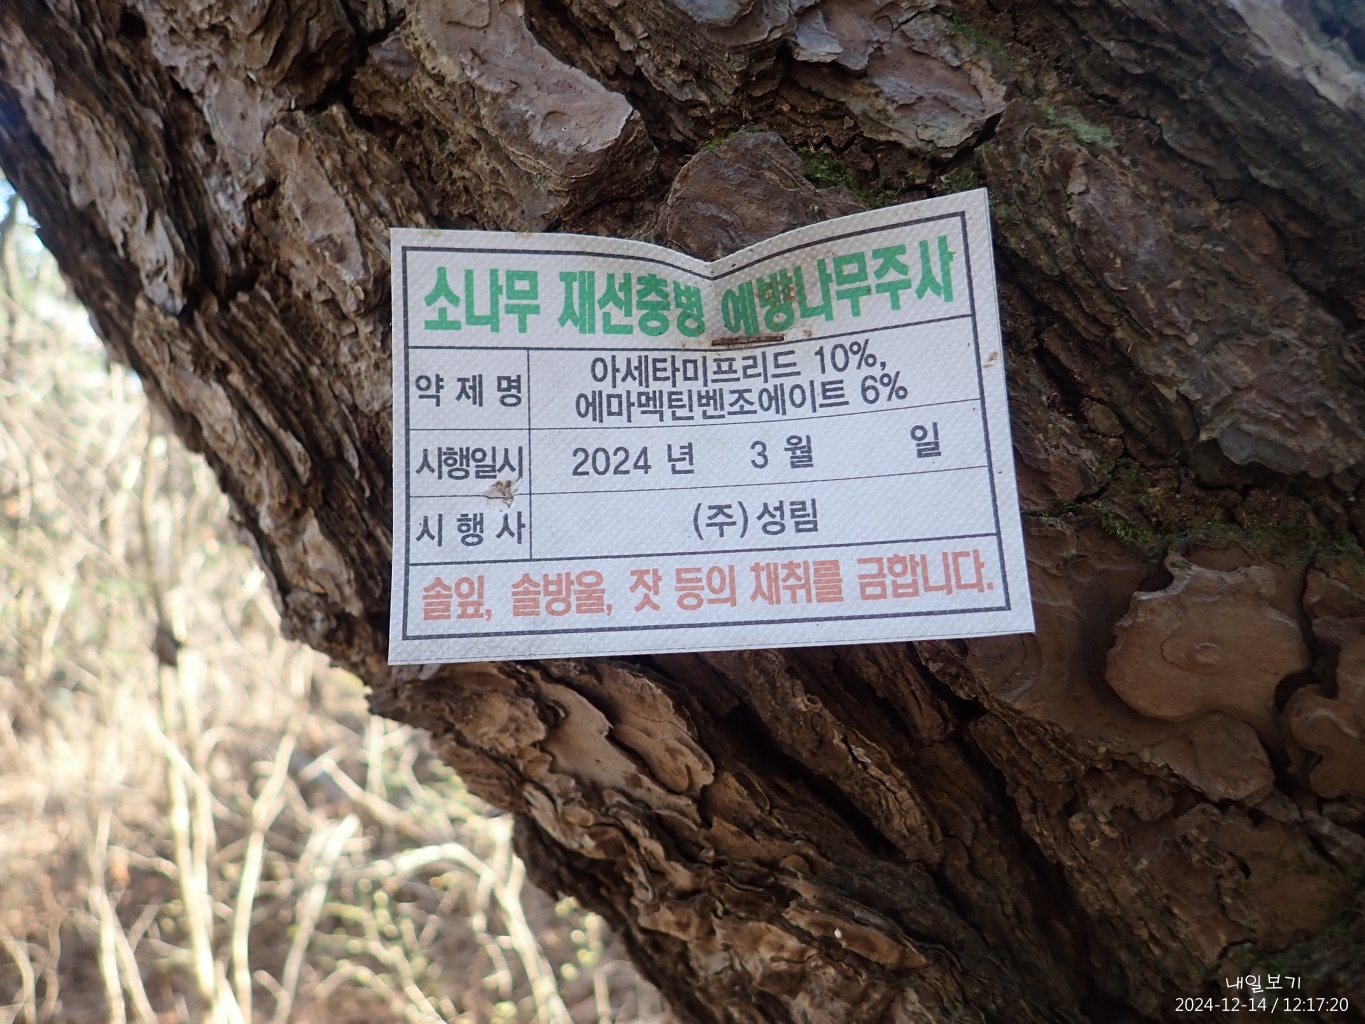 소나무 재선충병 예방나무주사
약 제 명 아세타미프리드 10%,
에마멕틴벤조에이트 6%
시행일시 2024 년 3 월 일
시 행 사 (주)성림
솔잎, 솔방울, 잣 등의 채취를 금합니다.
내일보기
2024-12-14 / 12:17:20